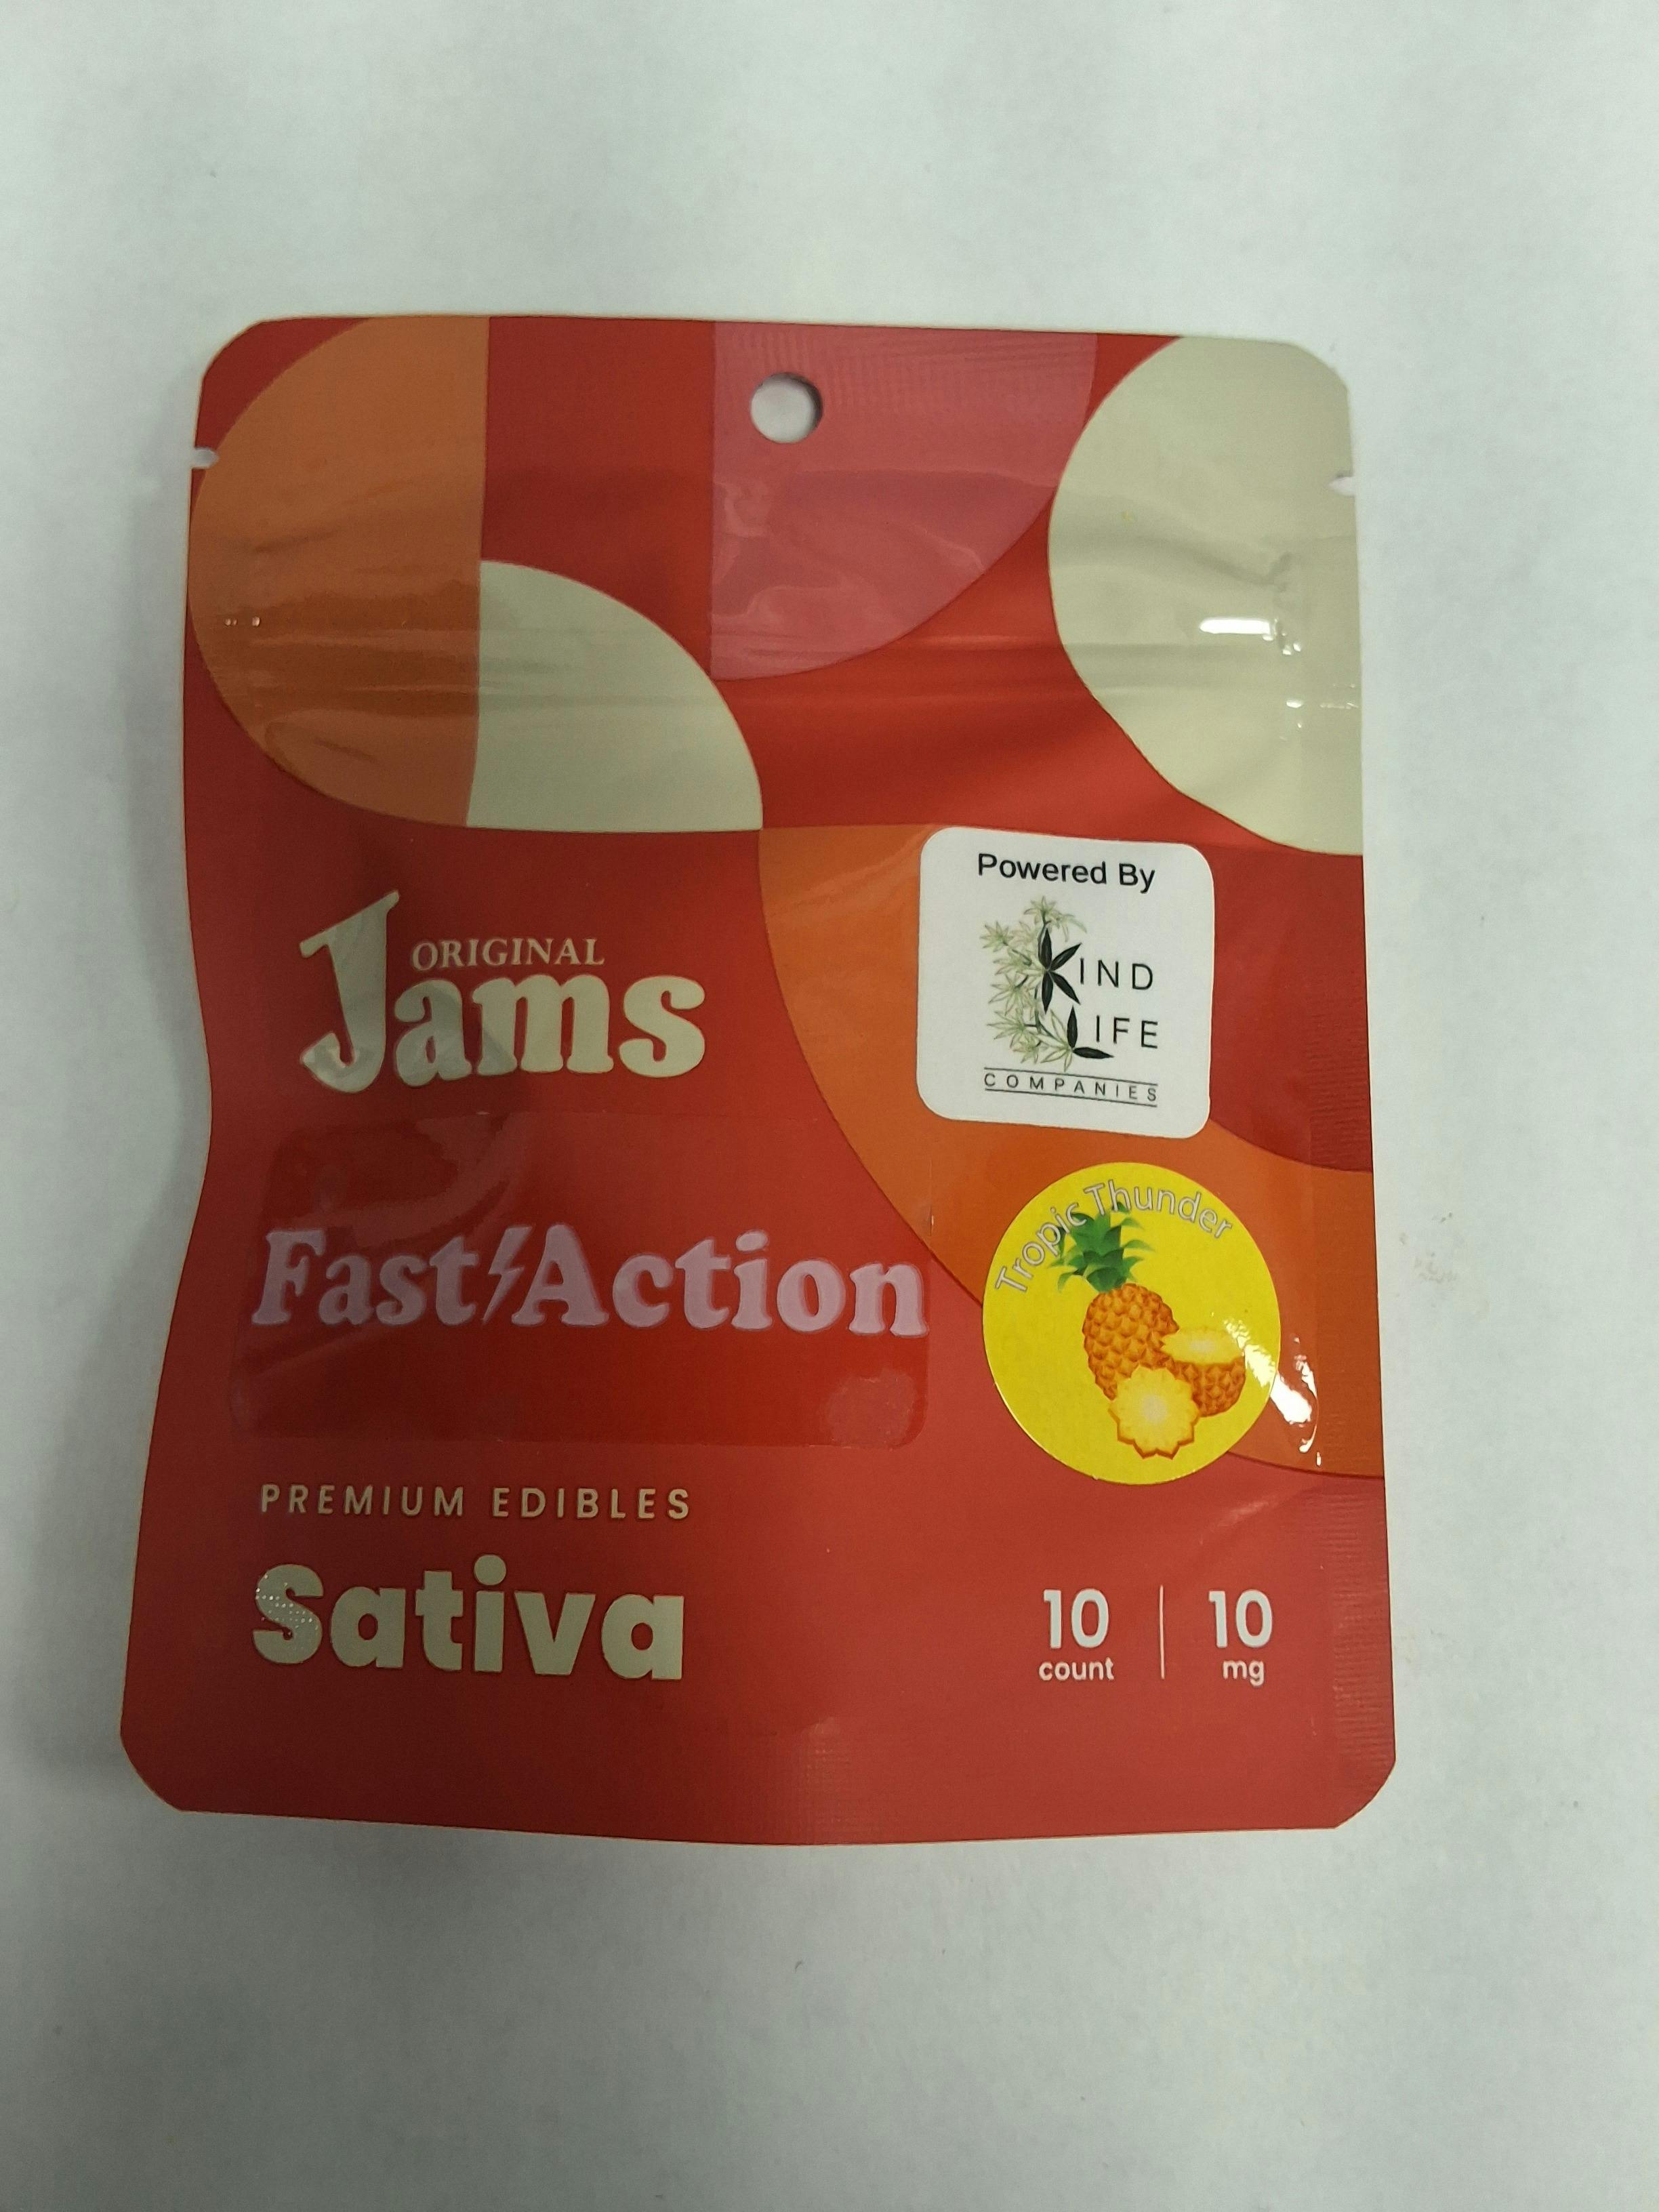 ORIGINAL
Jams
Powered By
KIND
LIFE
COMPANIES
Fast Action
Tropic Thunder
PREMIUM EDIBLES
Sativa
10 count | 10 mg